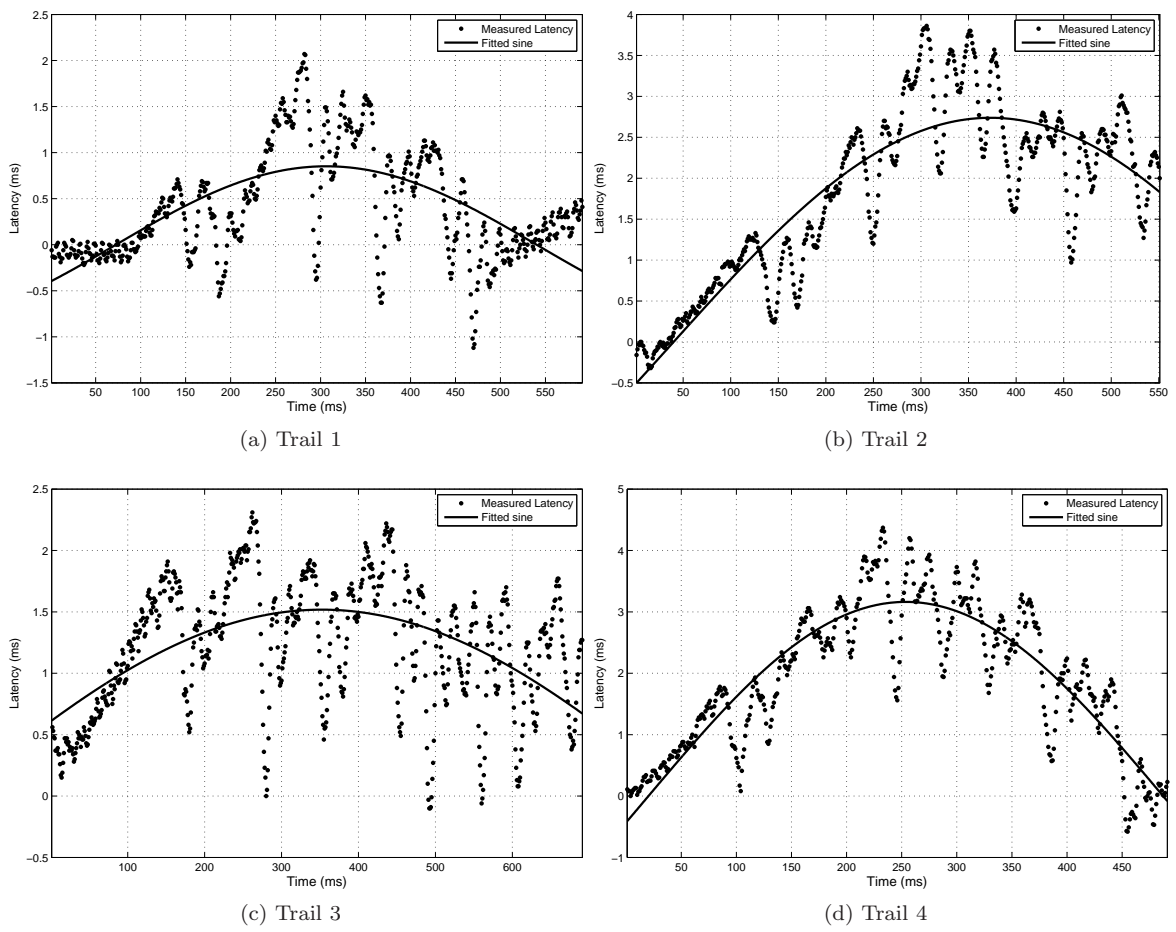 2.5
2
1.5
1
0.5
0
−0.5
−1
−1.5
Latency (ms)
Measured Latency
Fitted sine
50 100 150 200 250 300 350 400 450 500 550
Time (ms)
(a) Trail 1
4
3.5
3
2.5
2
1.5
1
0.5
0
−0.5
Latency (ms)
Measured Latency
Fitted sine
50 100 150 200 250 300 350 400 450 500 550
Time (ms)
(b) Trail 2
2.5
2
1.5
1
0.5
0
−0.5
Latency (ms)
Measured Latency
Fitted sine
100 200 300 400 500 600
Time (ms)
(c) Trail 3
5
4
3
2
1
0
−1
Latency (ms)
Measured Latency
Fitted sine
50 100 150 200 250 300 350 400 450
Time (ms)
(d) Trail 4